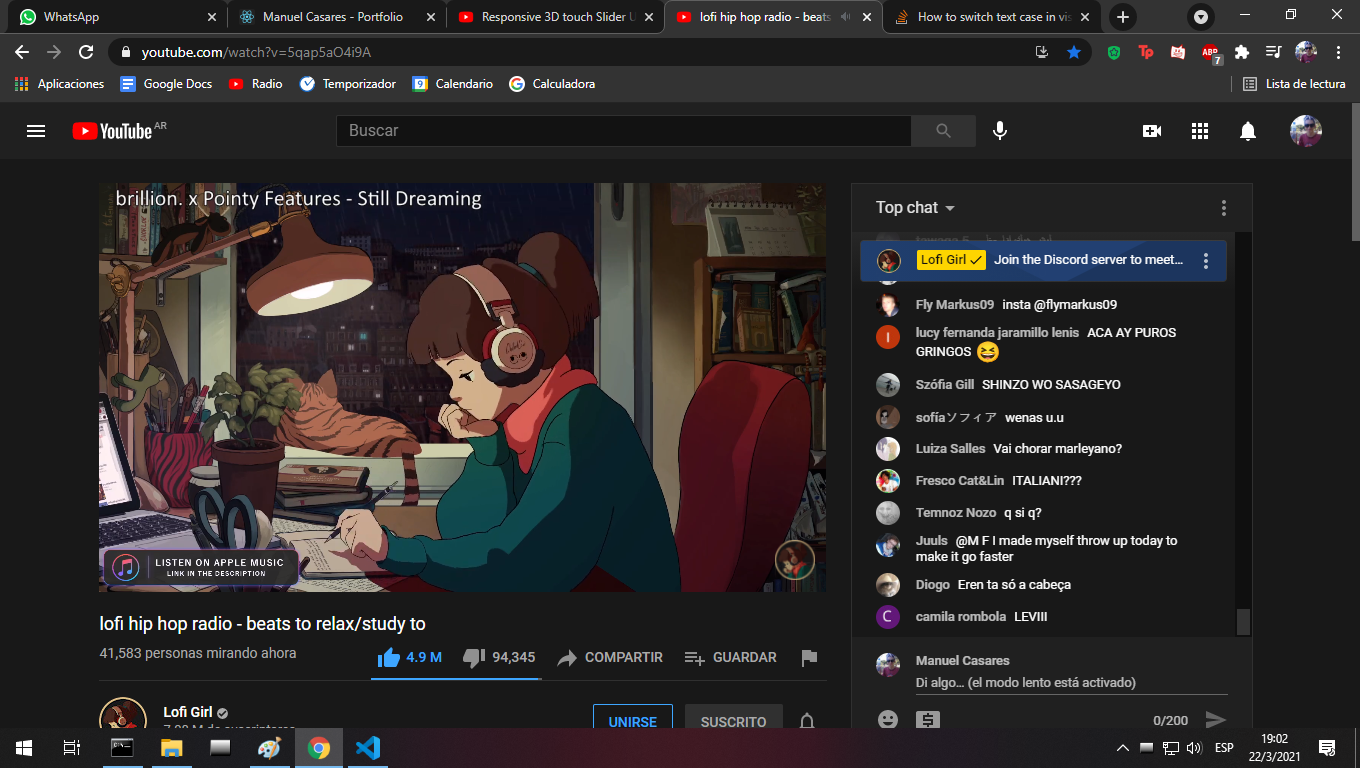 WhatsApp
Manuel Casares - Portfolio
Responsive 3D touch Slider U
lofi hip hop radio - beats
How to switch text case in vis
youtube.com/watch?v=5qap5aO4i9A
Aplicaciones
Google Docs
Radio
Temporizador
Calendario
Calculadora
Lista de lectura
YouTube AR
Buscar
brillion. x Pointy Features - Still Dreaming
LISTEN ON APPLE MUSIC
LINK IN THE DESCRIPTION
Top chat
Lofi Girl Join the Discord server to meet...
Fly Markus09 insta @flymarkus09
lucy fernanda jaramillo lenis ACA AY PUROS
GRINGOS 😆
Szófia Gill SHINZO WO SASAGEYO
sofíaソフィア wenas u.u
Luiza Salles Vai chorar marleyano?
Fresco Cat&Lin ITALIANI???
Temnoz Nozo q si q?
Juuls @M F I made myself throw up today to
make it go faster
Diogo Eren ta só a cabeça
camila rombola LEVIII
Manuel Casares
Di algo... (el modo lento está activado)
0/200
lofi hip hop radio - beats to relax/study to
41,583 personas mirando ahora
4.9 M
94,345
COMPARTIR
GUARDAR
Lofi Girl
UNIRSE
SUSCRITO
ESP
19:02
22/3/2021